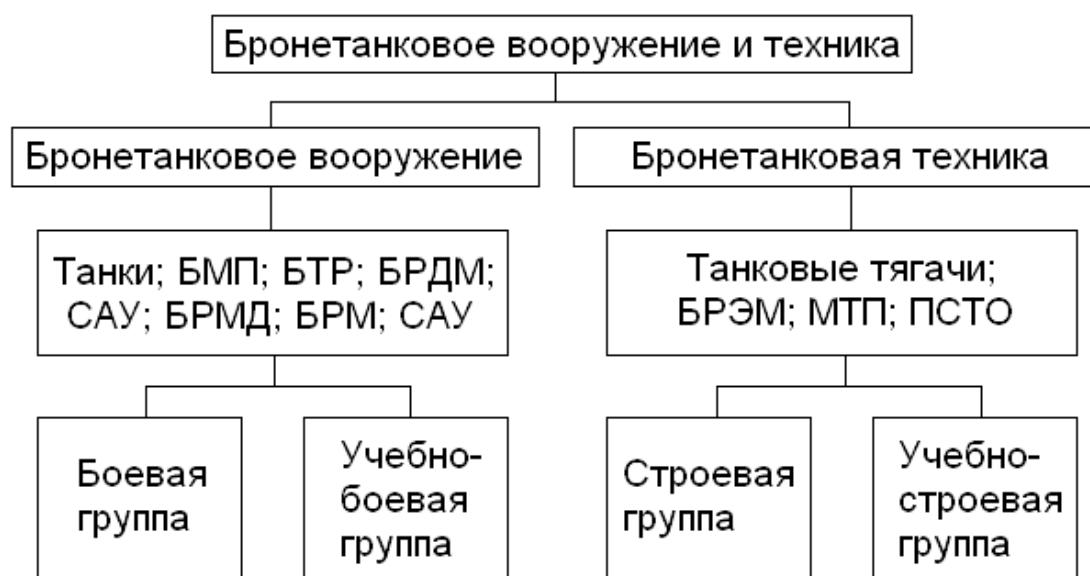 Бронетанковое вооружение и техника
Бронетанковое вооружение
Бронетанковая техника
Танки; БМП; БТР; БРДМ;
САУ; БРМД; БРМ; САУ
Танковые тягачи;
БРЭМ; МТП; ПСТО
Боевая
группа
Учебно-
боевая
группа
Строевая
группа
Учебно-
строевая
группа